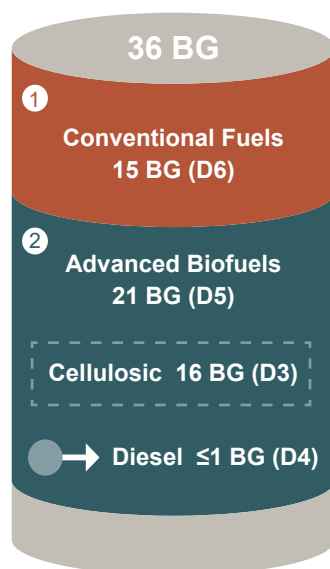 36 BG
1
Conventional Fuels
15 BG (D6)
2
Advanced Biofuels
21 BG (D5)
Cellulosic 16 BG (D3)
Diesel ≤1 BG (D4)